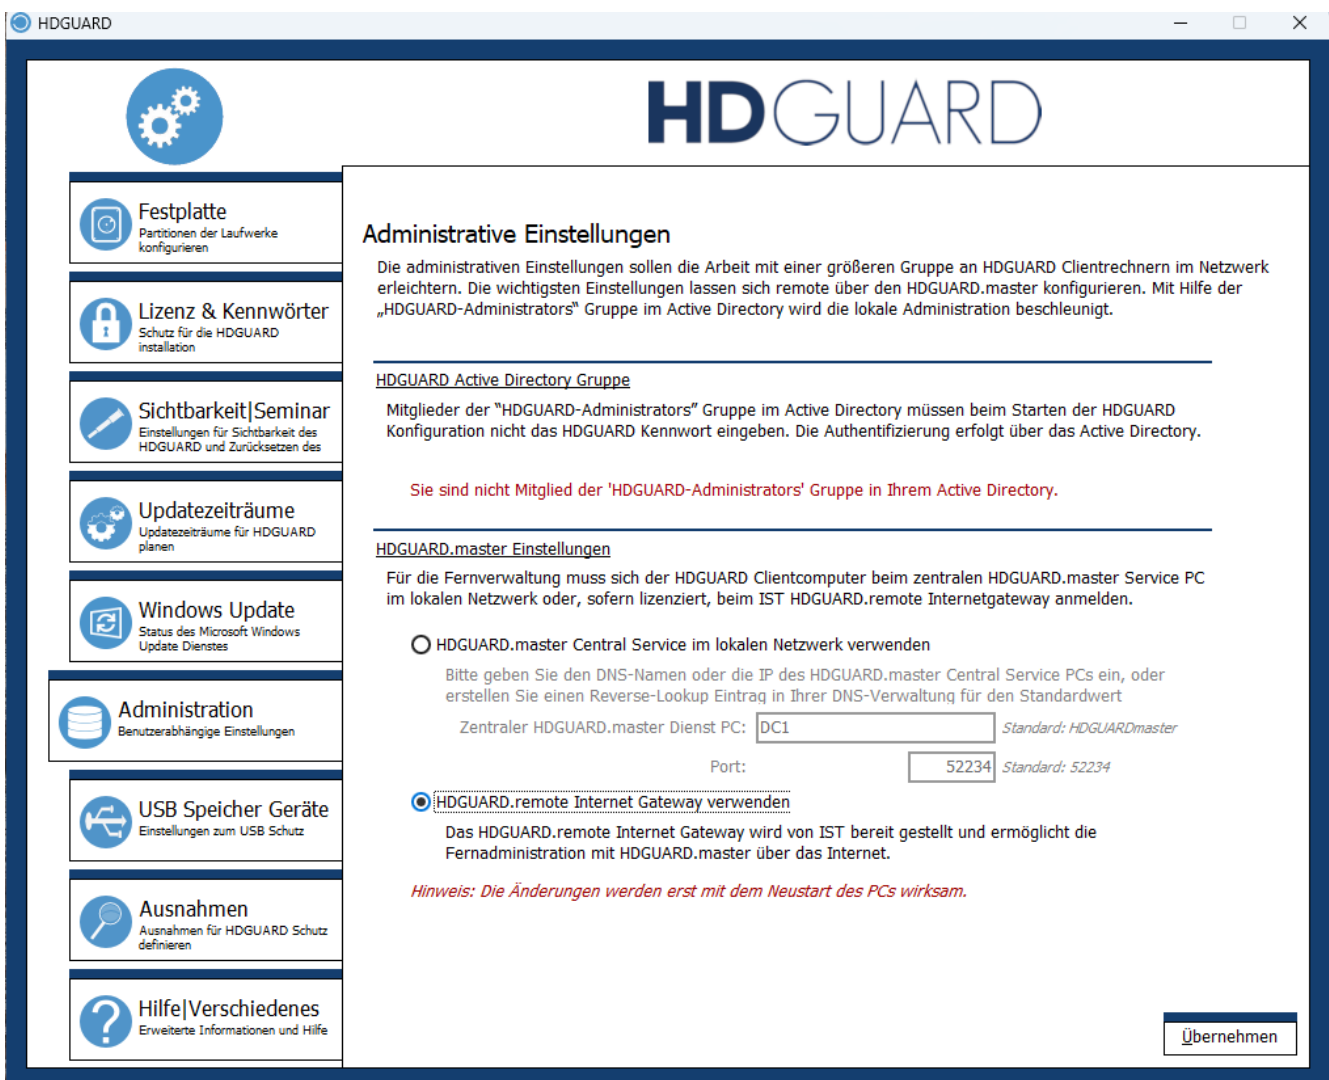 HDGUARD
HDGUARD
Festplatte
Partitionen der Laufwerke
konfigurieren
Lizenz & Kennwörter
Schutz für die HDGUARD
installation
Sichtbarkeit|Seminar
Einstellungen für Sichtbarkeit des
HDGUARD und Zurücksetzen des
Updatezeiträume
Updatezeiträume für HDGUARD
planen
Windows Update
Status des Microsoft Windows
Update Dienstes
Administration
Benutzerabhängige Einstellungen
USB Speicher Geräte
Einstellungen zum USB Schutz
Ausnahmen
Ausnahmen für HDGUARD Schutz
definieren
Hilfe|Verschiedenes
Erweiterte Informationen und Hilfe
Administrative Einstellungen
Die administrativen Einstellungen sollen die Arbeit mit einer größeren Gruppe an HDGUARD Clientrechnern im Netzwerk
erleichtern. Die wichtigsten Einstellungen lassen sich remote über den HDGUARD.master konfigurieren. Mit Hilfe der
„HDGUARD-Administrators“ Gruppe im Active Directory wird die lokale Administration beschleunigt.
HDGUARD Active Directory Gruppe
Mitglieder der "HDGUARD-Administrators" Gruppe im Active Directory müssen beim Starten der HDGUARD
Konfiguration nicht das HDGUARD Kennwort eingeben. Die Authentifizierung erfolgt über das Active Directory.
Sie sind nicht Mitglied der 'HDGUARD-Administrators' Gruppe in Ihrem Active Directory.
HDGUARD.master Einstellungen
Für die Fernverwaltung muss sich der HDGUARD Clientcomputer beim zentralen HDGUARD.master Service PC
im lokalen Netzwerk oder, sofern lizenziert, beim IST HDGUARD.remote Internetgateway anmelden.
HDGUARD.master Central Service im lokalen Netzwerk verwenden
Bitte geben Sie den DNS-Namen oder die IP des HDGUARD.master Central Service PCs ein, oder
erstellen Sie einen Reverse-Lookup Eintrag in Ihrer DNS-Verwaltung für den Standardwert
Zentraler HDGUARD.master Dienst PC: DC1 Standard: HDGUARDmaster
Port: 52234 Standard: 52234
HDGUARD.remote Internet Gateway verwenden
Das HDGUARD.remote Internet Gateway wird von IST bereit gestellt und ermöglicht die
Fernadministration mit HDGUARD.master über das Internet.
Hinweis: Die Änderungen werden erst mit dem Neustart des PCs wirksam.
Übernehmen